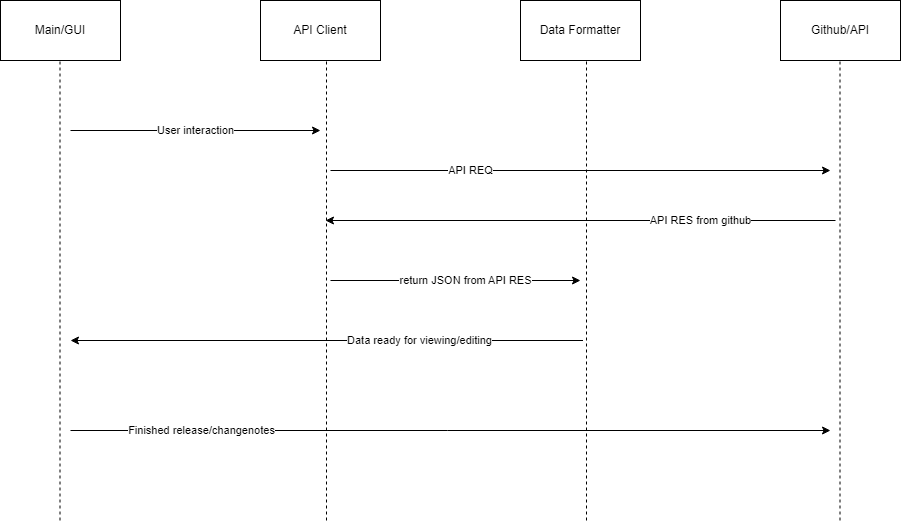 Main/GUI
API Client
Data Formatter
Github/API
User interaction
API REQ
API RES from github
return JSON from API RES
Data ready for viewing/editing
Finished release/changenotes